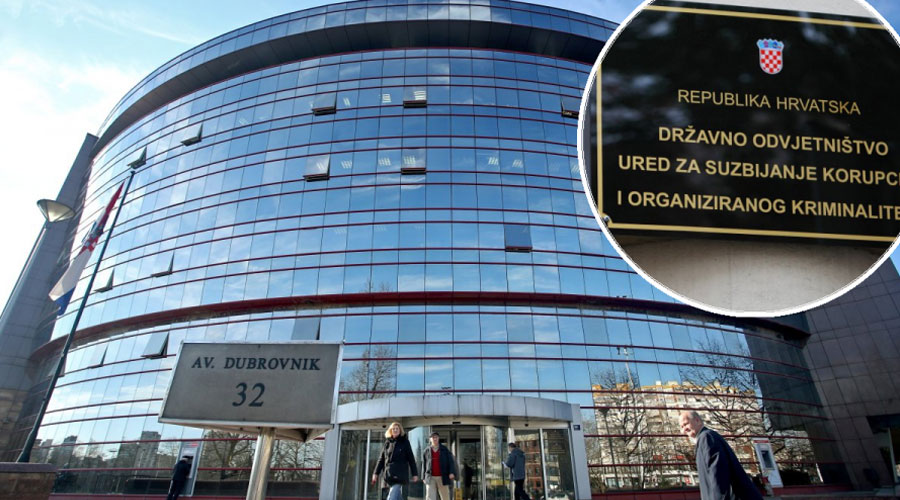 AV. DUBROVNIK
32
REPUBLIKA HRVATSKA
DRŽAVNO ODVJETNIŠTVO
URED ZA SUZBIJANJE KORUPC
I ORGANIZIRANOG KRIMINALITE